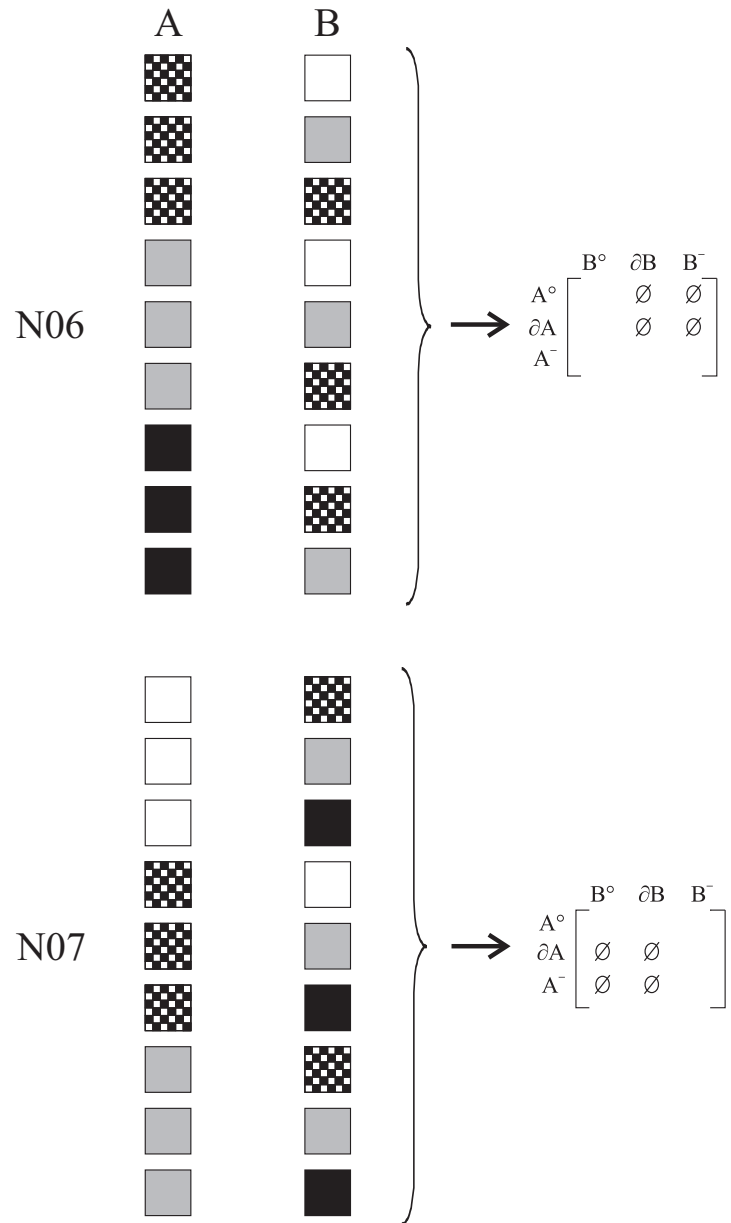 A B
B° ∂B B⁻
A° ∅ ∅
N06 ∂A ∅ ∅
A⁻
B° ∂B B⁻
A°
N07 ∂A ∅ ∅
A⁻ ∅ ∅